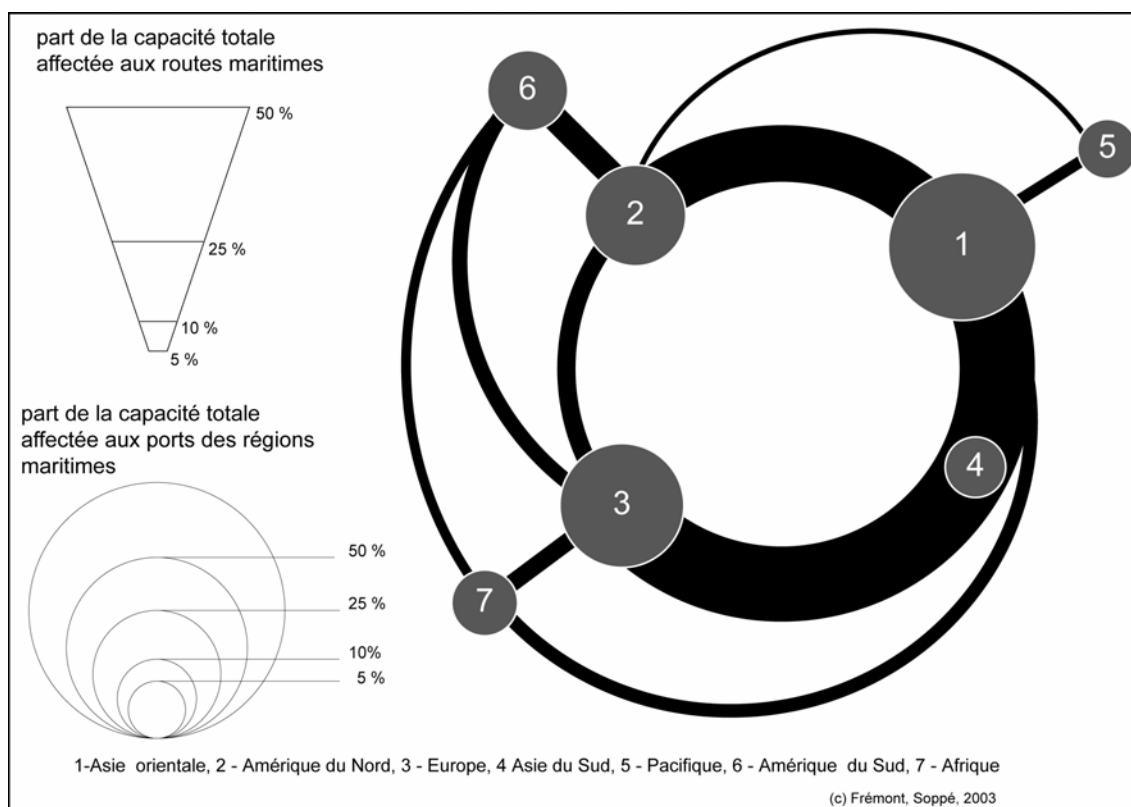 part de la capacité totale
affectée aux routes maritimes
50 %
25 %
10 %
5 %
part de la capacité totale
affectée aux ports des régions
maritimes
50 %
25 %
10%
5 %
6
5
2
1
4
3
7
1-Asie orientale, 2 - Amérique du Nord, 3 - Europe, 4 Asie du Sud, 5 - Pacifique, 6 - Amérique du Sud, 7 - Afrique
(c) Frémont, Soppé, 2003